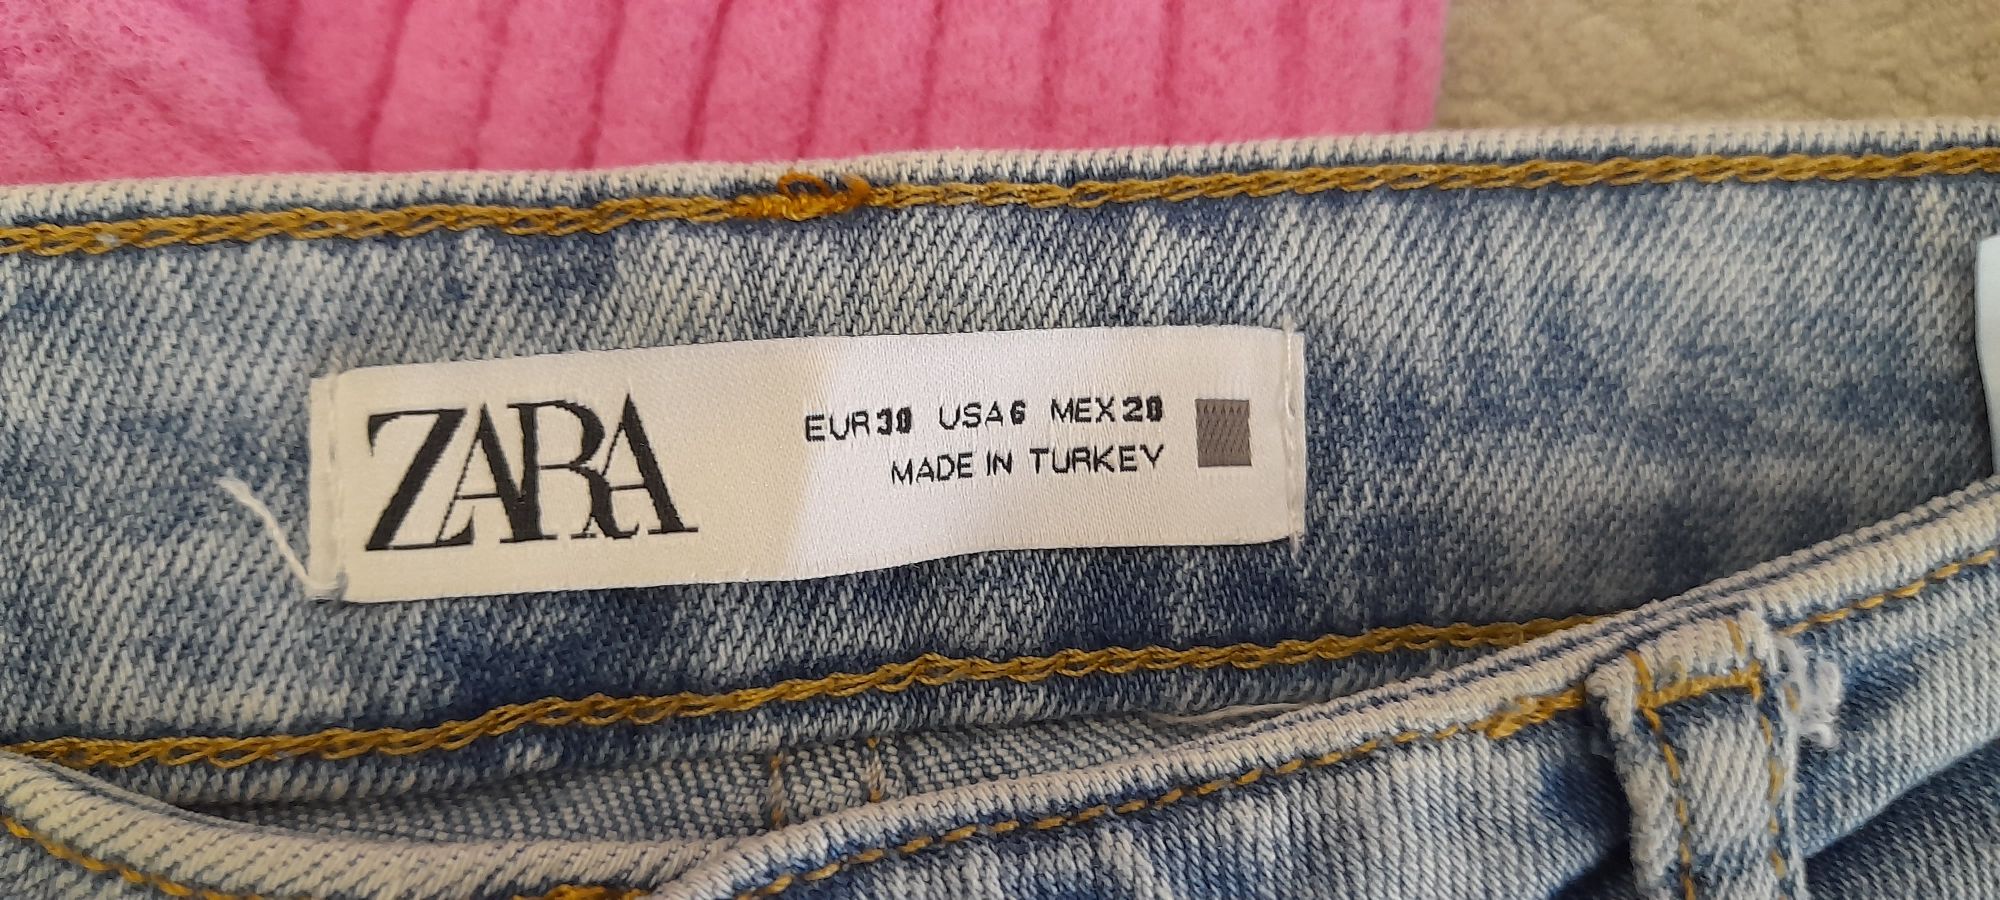 ZARA
EUR 38 USA 6 MEX 28
MADE IN TURKEY